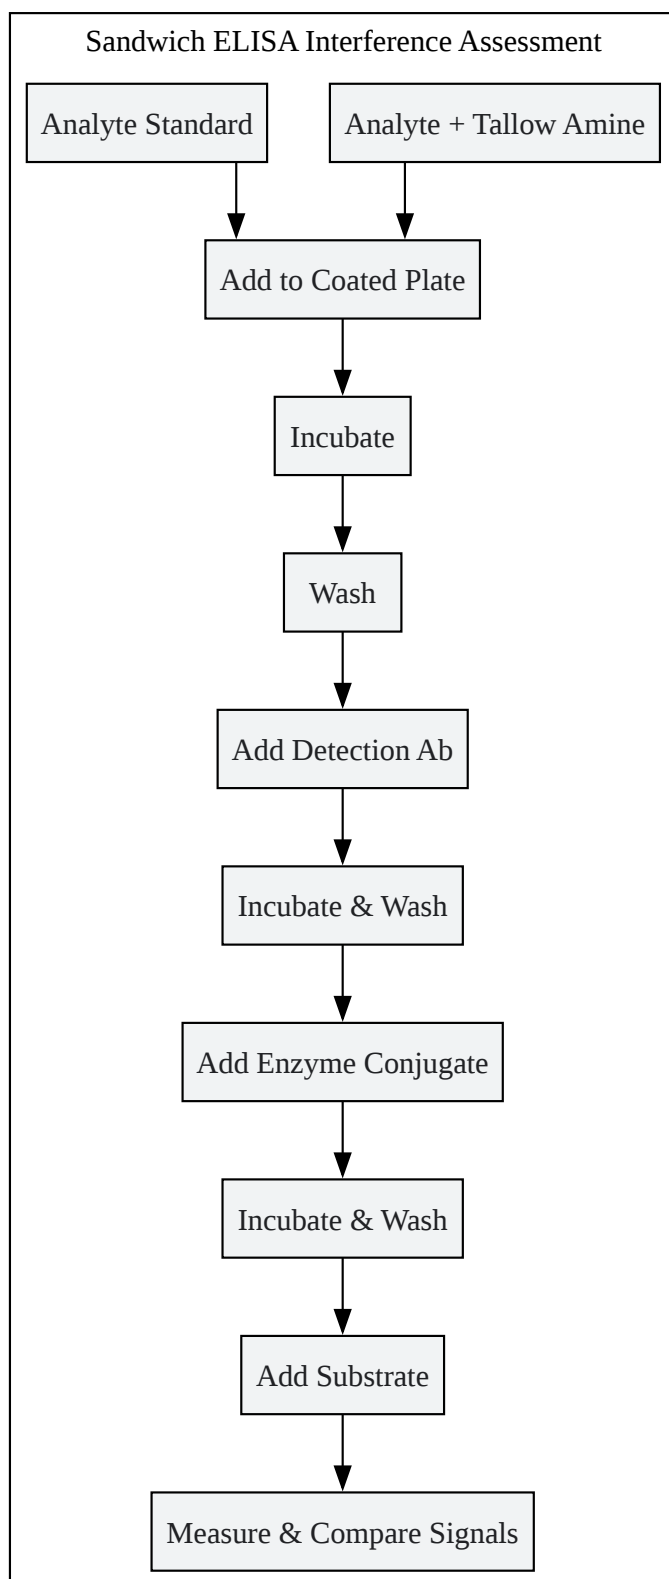 Sandwich ELISA Interference Assessment
Analyte Standard
Analyte + Tallow Amine
Add to Coated Plate
Incubate
Wash
Add Detection Ab
Incubate & Wash
Add Enzyme Conjugate
Incubate & Wash
Add Substrate
Measure & Compare Signals